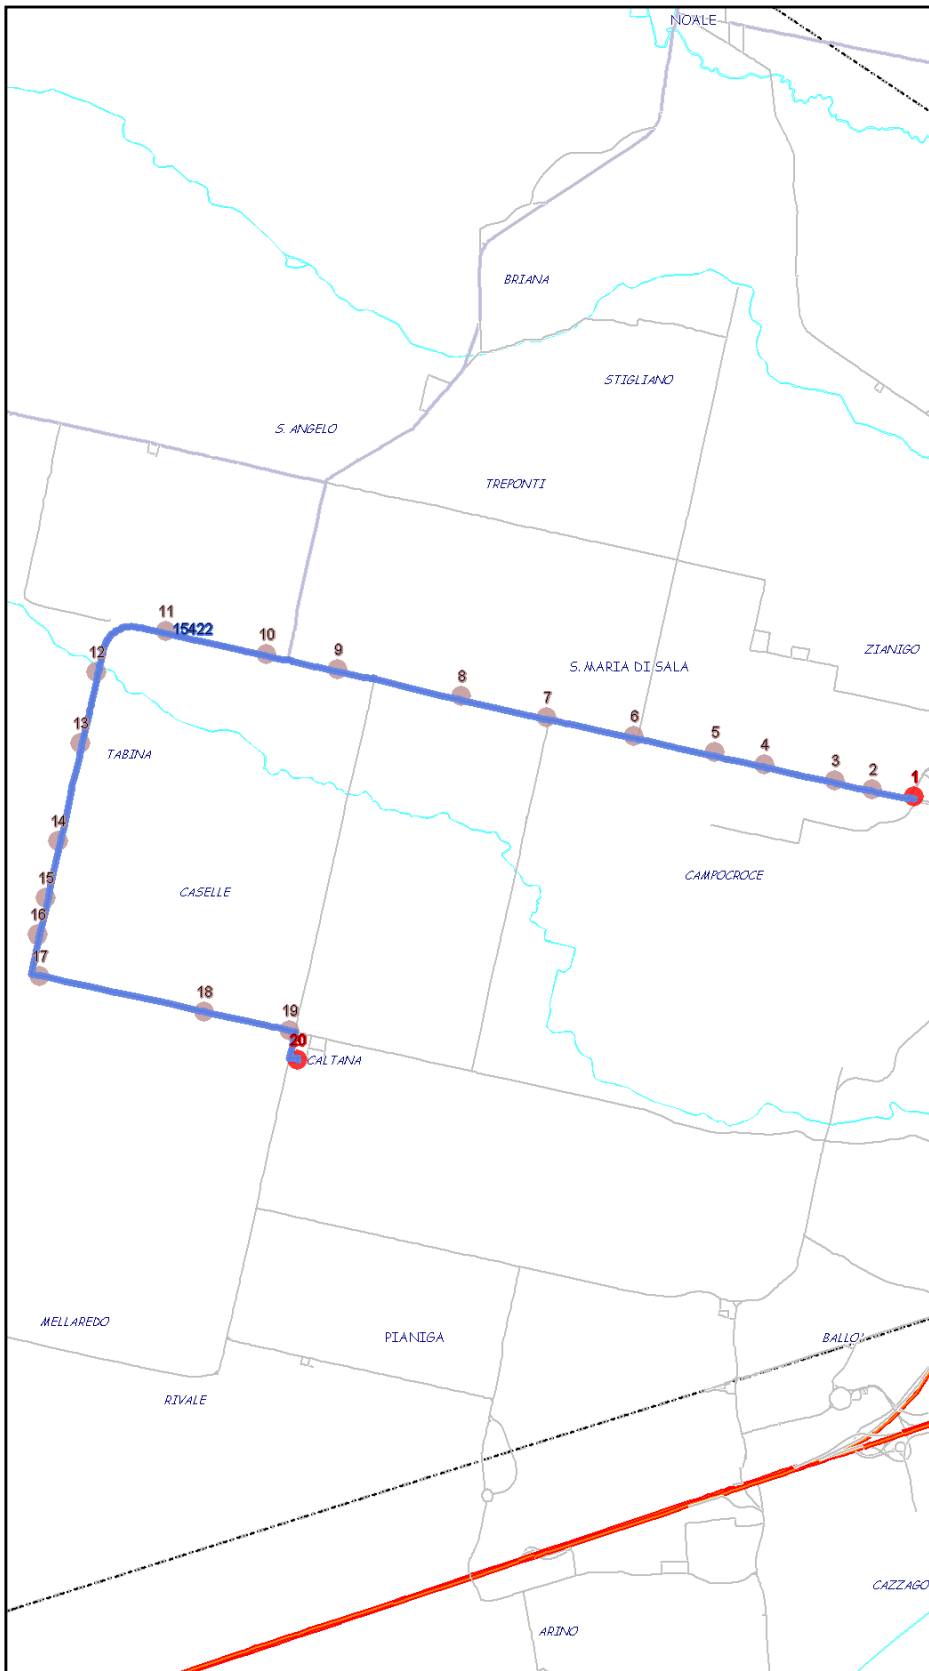 NOALE
BRIANA
STIGLIANO
S. ANGELO
TREPONTI
11
15422
10
9
12
S. MARIA DI SALA
ZIANIGO
8
7
6
13
TABINA
5
4
3
2
1
14
CAMPOCROCE
15
CASELLE
16
17
18
19
20
CALTANA
MELLAREDO
PIANIGA
BALLO'
RIVALE
CAZZAGO
ARINO